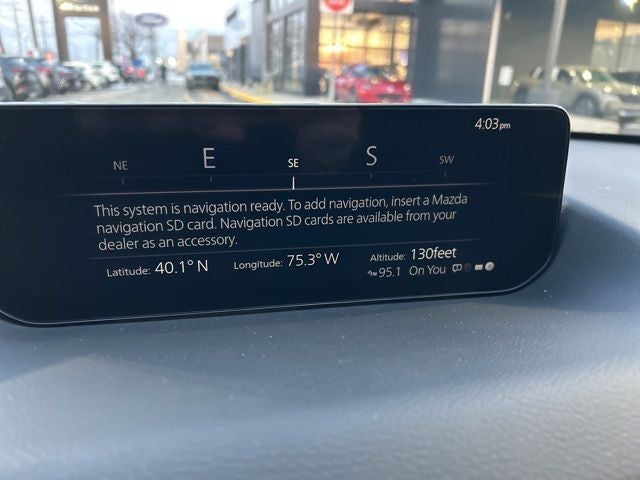 Ford
4:03pm
NE E SE S SW
This system is navigation ready. To add navigation, insert a Mazda
navigation SD card. Navigation SD cards are available from your
dealer as an accessory.
Latitude: 40.1° N Longitude: 75.3° W Altitude: 130feet
FM 95.1 On You